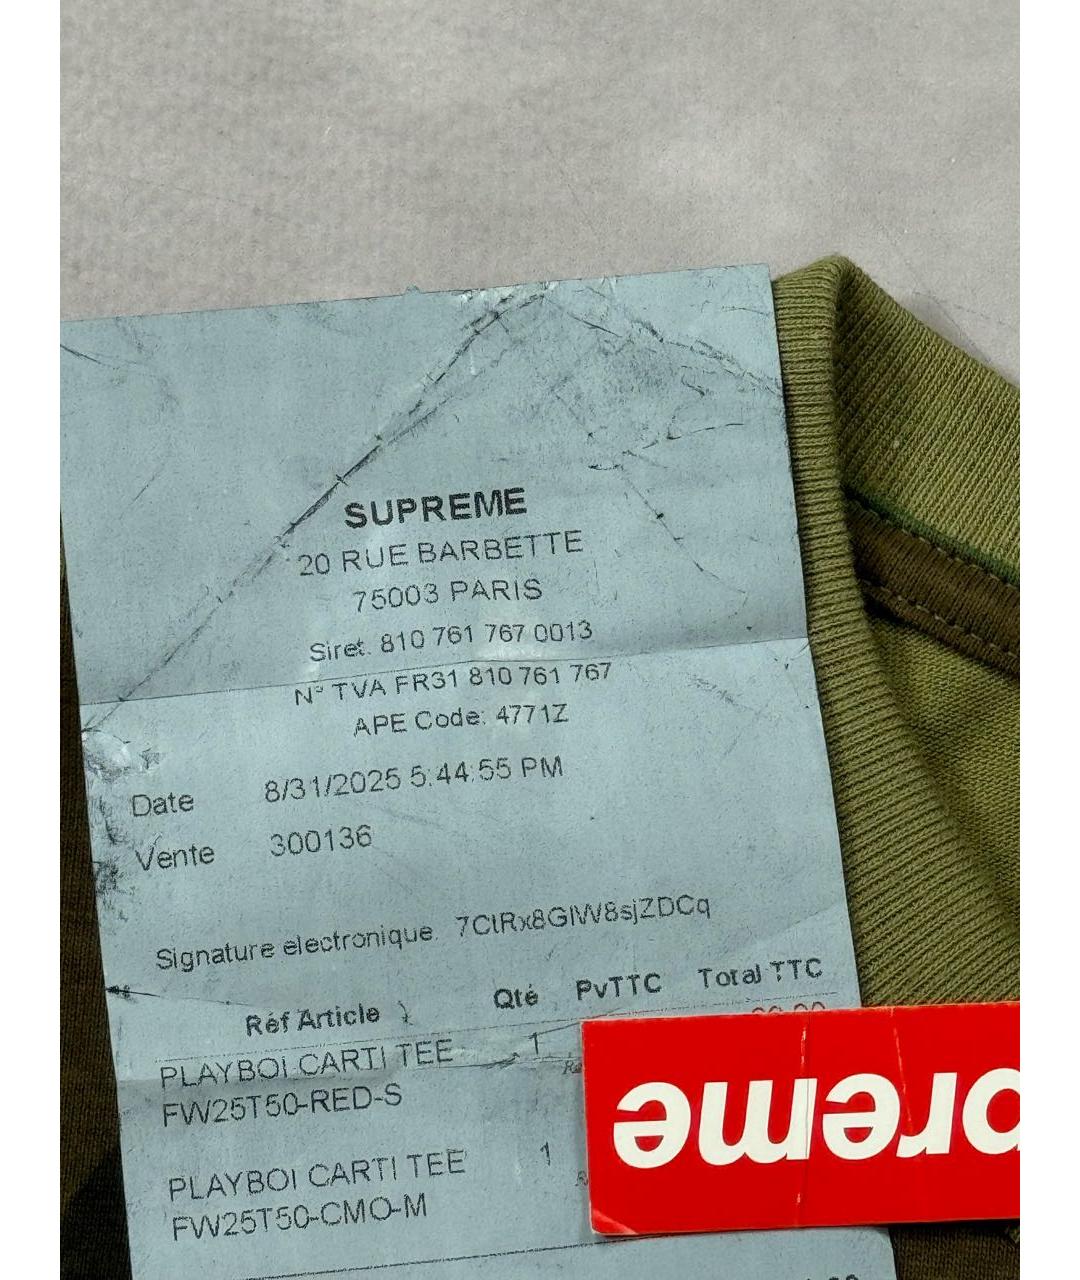 SUPREME
20 RUE BARBETTE
75003 PARIS
Siret. 810 761 767 0013
N° TVA FR31 810 761 767
APE Code: 4771Z
Date 8/31/2025 5:44:55 PM
Vente 300136
Signature electronique. 7CtRx8GlW8sjZDCq
Réf Article Qté PvTTC Total TTC
PLAYBOI CARTI TEE 1
FW25T50-RED-S
PLAYBOI CARTI TEE 1
FW25T50-CMO-M
preme